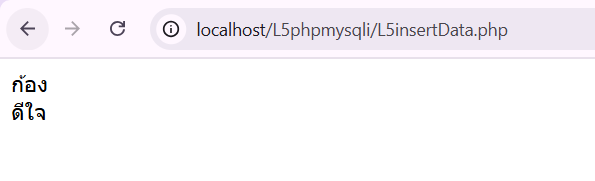 localhost/L5phpmysqli/L5insertData.php
ก้อง
ดีใจ